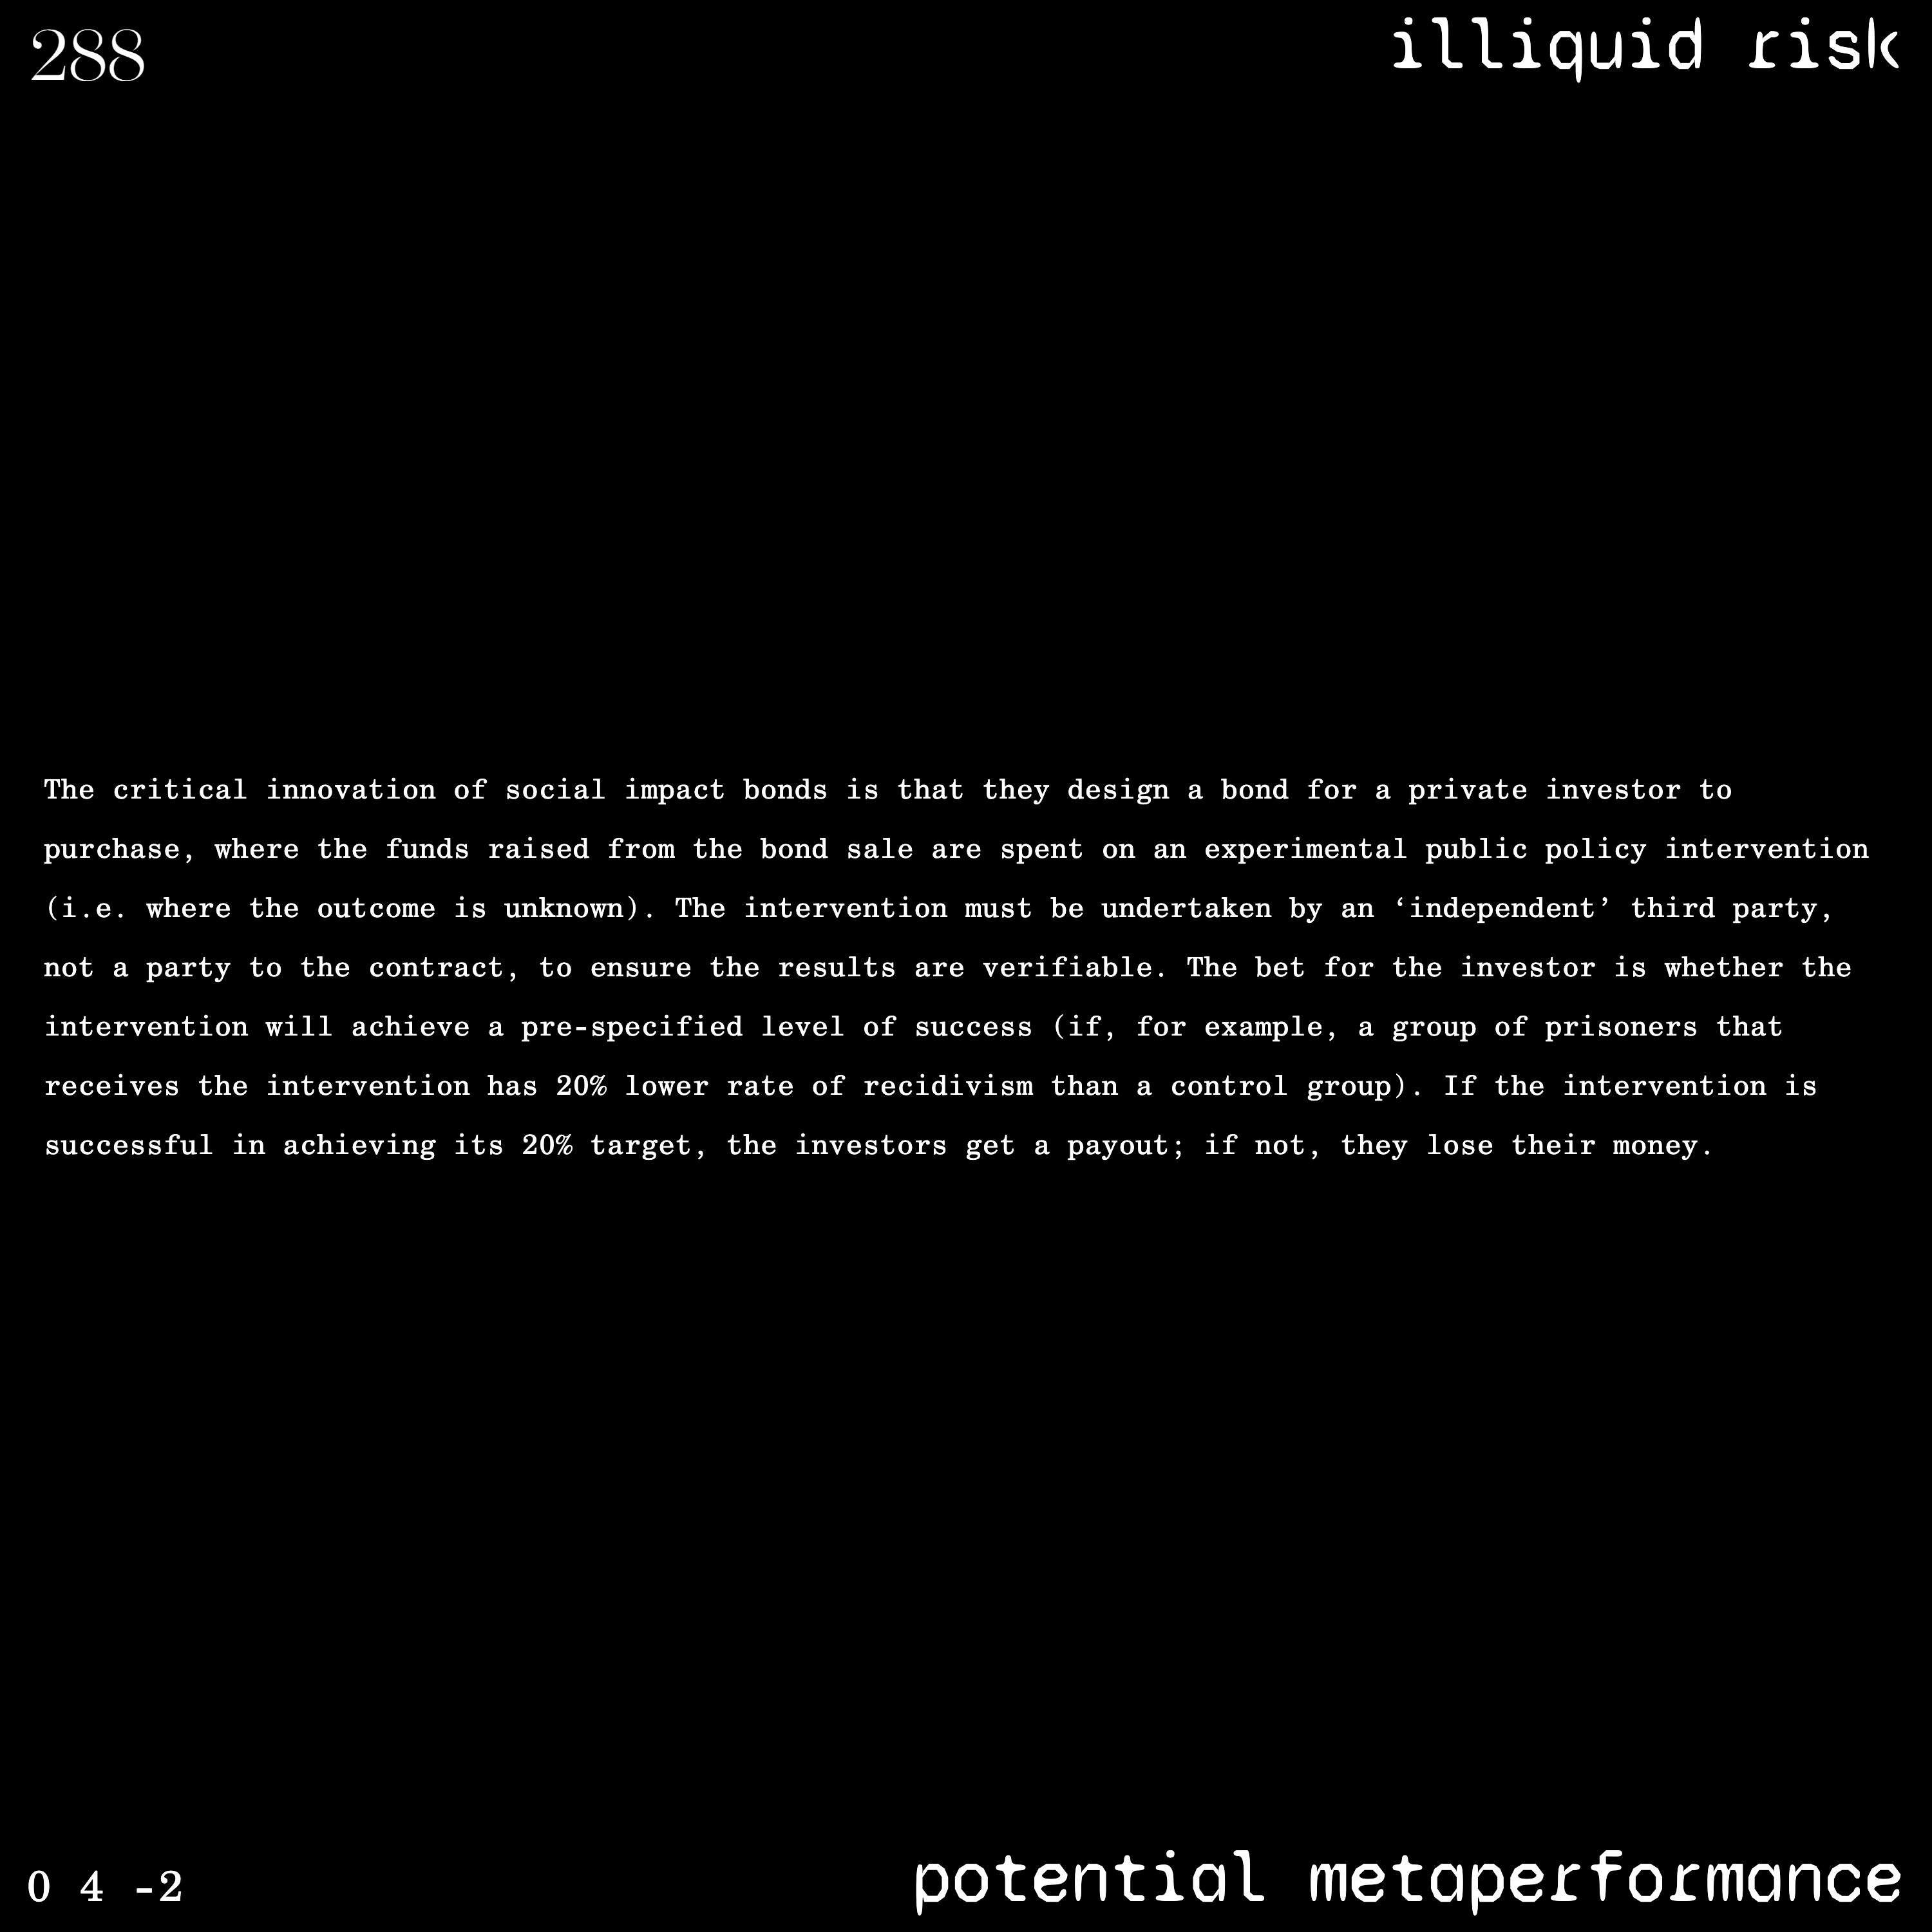 288
illiquid risk
The critical innovation of social impact bonds is that they design a bond for a private investor to
purchase, where the funds raised from the bond sale are spent on an experimental public policy intervention
(i.e. where the outcome is unknown). The intervention must be undertaken by an ‘independent’ third party,
not a party to the contract, to ensure the results are verifiable. The bet for the investor is whether the
intervention will achieve a pre-specified level of success (if, for example, a group of prisoners that
receives the intervention has 20% lower rate of recidivism than a control group). If the intervention is
successful in achieving its 20% target, the investors get a payout; if not, they lose their money.
0 4 -2
potential metaperformance